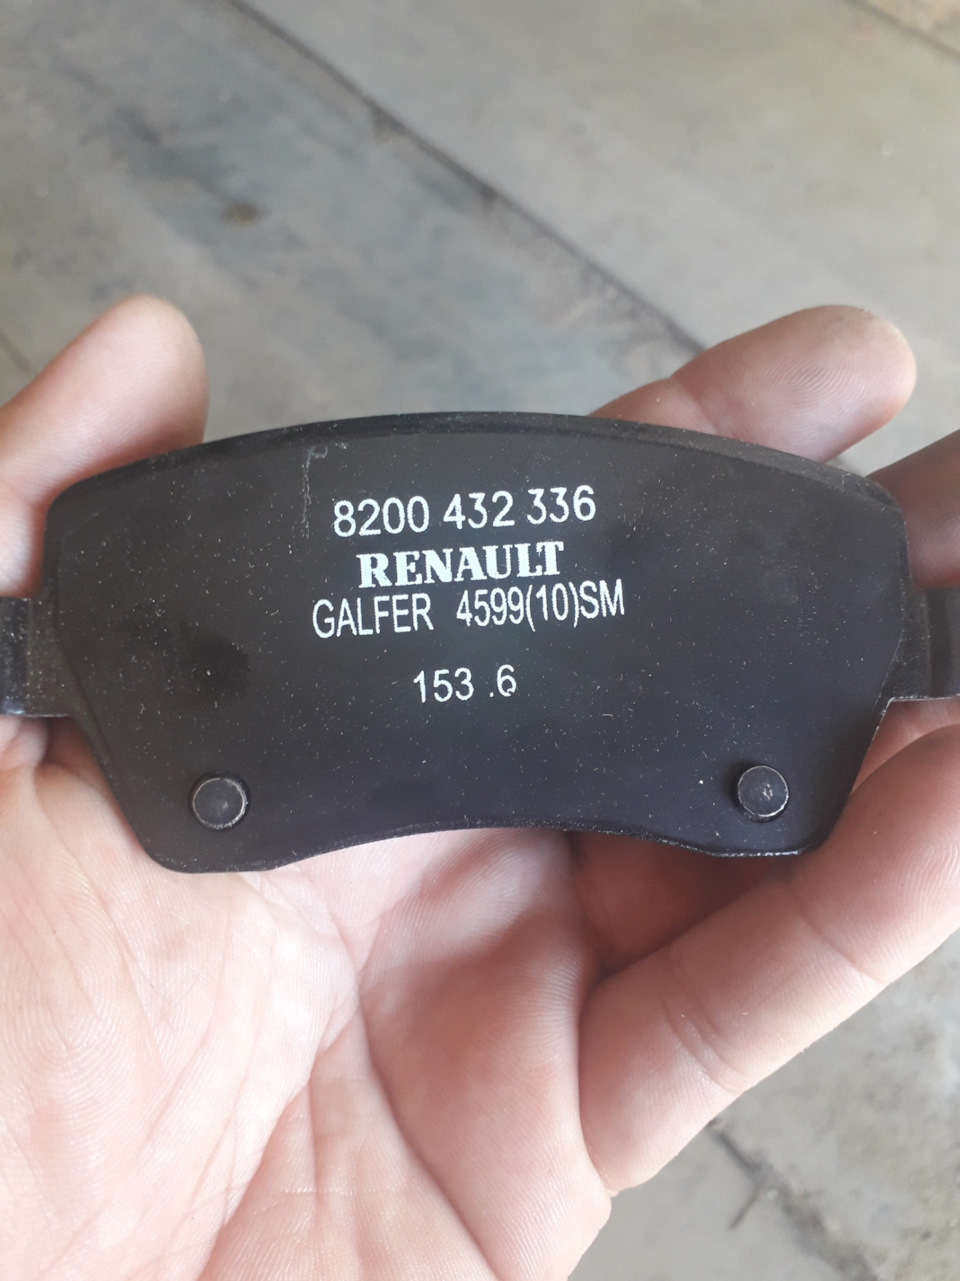 8200 432 336
RENAULT
GALFER 4599(10)SM
153 .6